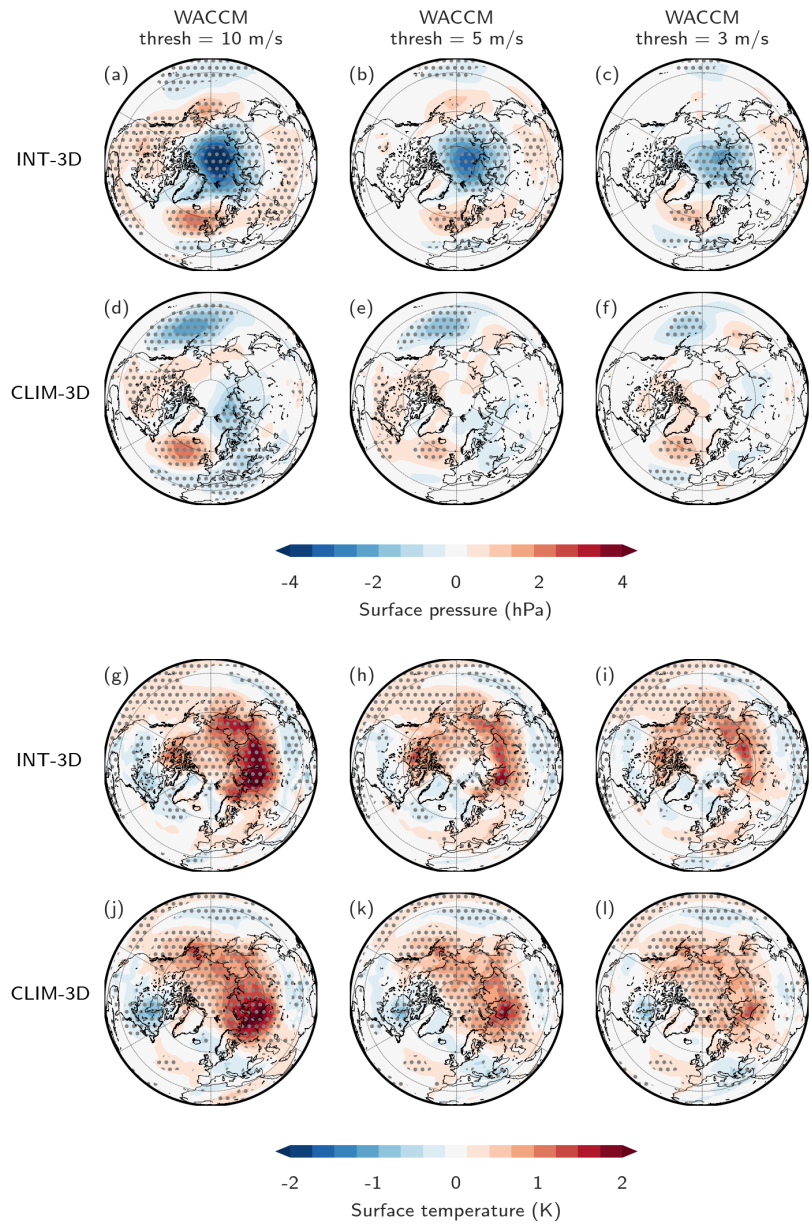 WACCM WACCM WACCM
thresh = 10 m/s thresh = 5 m/s thresh = 3 m/s
(a) (b) (c)
INT-3D
(d) (e) (f)
CLIM-3D
-4 -2 0 2 4
Surface pressure (hPa)
(g) (h) (i)
INT-3D
(j) (k) (l)
CLIM-3D
-2 -1 0 1 2
Surface temperature (K)